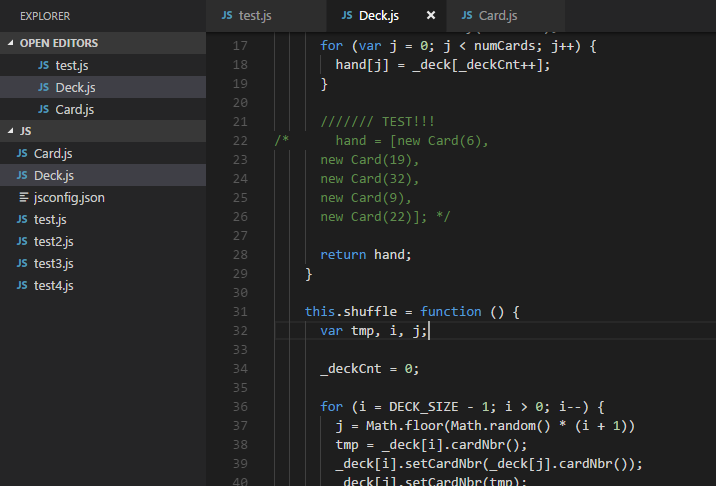 EXPLORER
OPEN EDITORS
JS test.js
JS Deck.js
JS Card.js
JS
JS Card.js
JS Deck.js
jsconfig.json
JS test.js
JS test2.js
JS test3.js
JS test4.js
JS test.js JS Deck.js × JS Card.js
17 for (var j = 0; j < numCards; j++) {
18 hand[j] = _deck[_deckCnt++];
19 }
20
21 /////// TEST!!!
22 /* hand = [new Card(6),
23 new Card(19),
24 new Card(32),
25 new Card(9),
26 new Card(22)]; */
27
28 return hand;
29 }
30
31 this.shuffle = function () {
32 var tmp, i, j;
33
34 _deckCnt = 0;
35
36 for (i = DECK_SIZE - 1; i > 0; i--) {
37 j = Math.floor(Math.random() * (i + 1))
38 tmp = _deck[i].cardNbr();
39 _deck[i].setCardNbr(_deck[j].cardNbr());
40 _deck[j].setCardNbr(tmp);